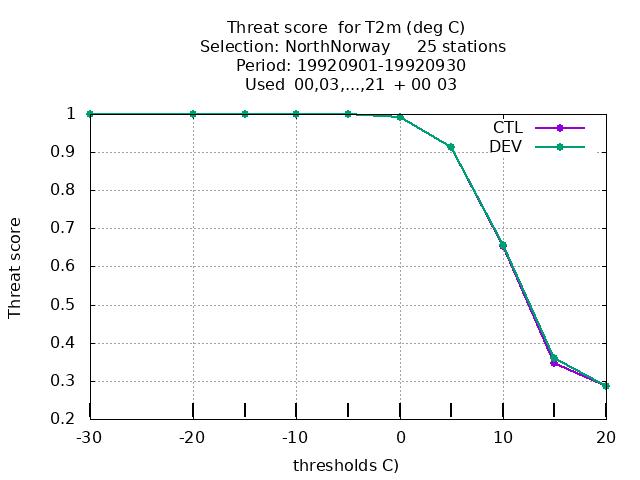 Threat score for T2m (deg C)
Selection: NorthNorway 25 stations
Period: 19920901-19920930
Used 00,03,...,21 + 00 03
CTL
DEV
1
0.9
0.8
0.7
0.6
0.5
0.4
0.3
0.2
Threat score
-30
-20
-10
0
10
20
thresholds C)